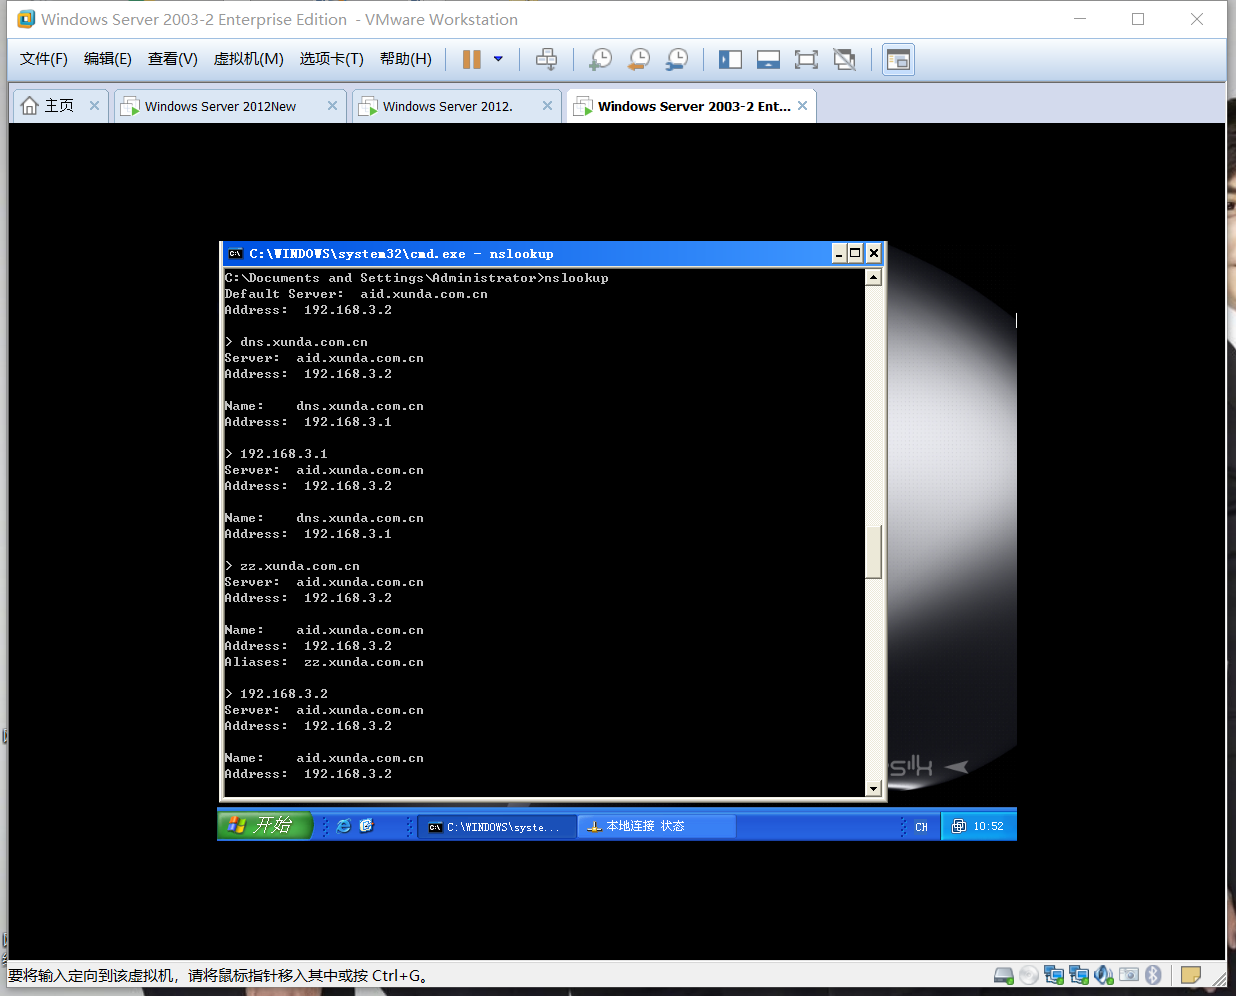 Windows Server 2003-2 Enterprise Edition - VMware Workstation
文件(F) 编辑(E) 查看(V) 虚拟机(M) 选项卡(T) 帮助(H)
主页 Windows Server 2012New Windows Server 2012. Windows Server 2003-2 Ent...
C:\WINDOWS\system32\cmd.exe - nslookup
C:\Documents and Settings\Administrator>nslookup
Default Server:  aid.xunda.com.cn
Address:  192.168.3.2
> dns.xunda.com.cn
Server:  aid.xunda.com.cn
Address:  192.168.3.2
Name:    dns.xunda.com.cn
Address:  192.168.3.1
> 192.168.3.1
Server:  aid.xunda.com.cn
Address:  192.168.3.2
Name:    dns.xunda.com.cn
Address:  192.168.3.1
> zz.xunda.com.cn
Server:  aid.xunda.com.cn
Address:  192.168.3.2
Name:    aid.xunda.com.cn
Address:  192.168.3.2
Aliases:  zz.xunda.com.cn
> 192.168.3.2
Server:  aid.xunda.com.cn
Address:  192.168.3.2
Name:    aid.xunda.com.cn
Address:  192.168.3.2
开始 C:\WINDOWS\syste... 本地连接 状态 CH 10:52
要将输入定向到该虚拟机，请将鼠标指针移入其中或按 Ctrl+G。